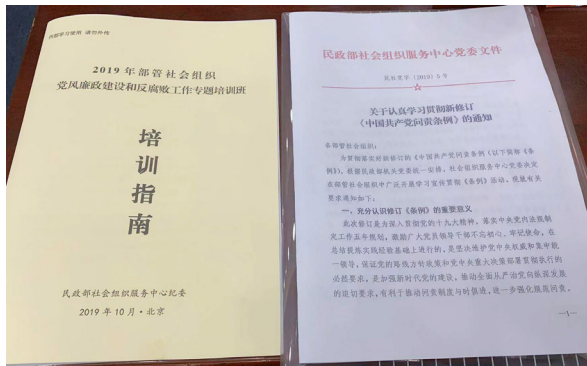 内部学习使用 请勿外传
2019年部管社会组织
党风廉政建设和反腐败工作专题培训班
培
训
指
南
民政部社会组织服务中心纪委
2019年10月·北京
民政部社会组织服务中心党委文件
关于认真学习贯彻新修订
《中国共产党问责条例》的通知
各部管社会组织：
为贯彻落实好新修订的《中国共产党问责条例（以下简称《条
例》），根据民政部机关党委统一安排，社会组织服务中心党委决定
在部管社会组织中广泛开展学习宣传贯彻《条例》活动，现就有关
要求通知如下：
一、充分认识修订《条例》的重要意义
此次修订是为深入贯彻党的十九大精神，落实中央党内法规制
定工作五年规划，激励广大党员领导干部不忘初心、牢记使命，在
总结提炼实践经验基础上进行的，是坚决维护党中央权威和集中统
一领导，保证党的路线方针政策和党中央重大决策部署贯彻执行的
必然要求，是加强新时代党的建设，推动全面从严治党向纵深发展
的迫切要求，有利于推动问责制度与时俱进，进一步强化级级问责，
—1—